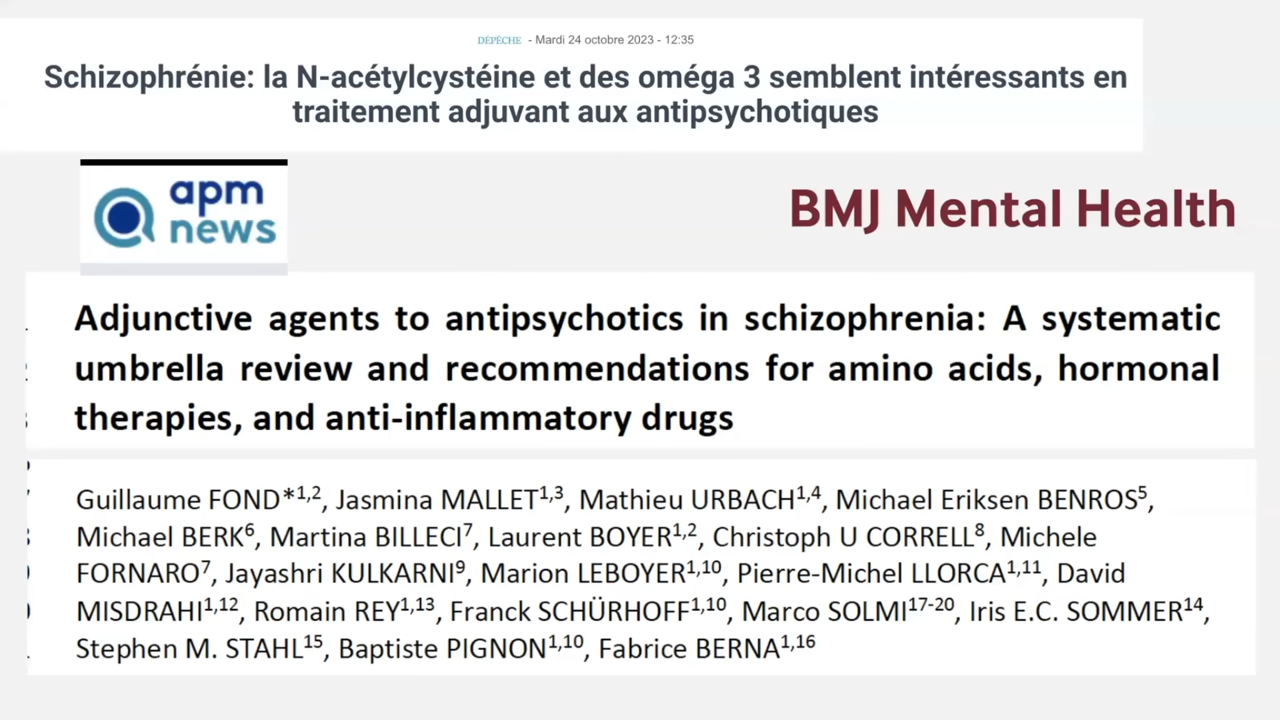 DÉPÊCHE - Mardi 24 octobre 2023 - 12:35
Schizophrénie: la N-acétylcystéine et des oméga 3 semblent intéressants en
traitement adjuvant aux antipsychotiques
apm
news
BMJ Mental Health
Adjunctive agents to antipsychotics in schizophrenia: A systematic
umbrella review and recommendations for amino acids, hormonal
therapies, and anti-inflammatory drugs
Guillaume FOND*1,2, Jasmina MALLET1,3, Mathieu URBACH1,4, Michael Eriksen BENROS5,
Michael BERK6, Martina BILLECI7, Laurent BOYER1,2, Christoph U CORRELL8, Michele
FORNARO7, Jayashri KULKARNI9, Marion LEBOYER1,10, Pierre-Michel LLORCA1,11, David
MISDRAHI1,12, Romain REY1,13, Franck SCHÜRHOFF1,10, Marco SOLMI17-20, Iris E.C. SOMMER14,
Stephen M. STAHL15, Baptiste PIGNON1,10, Fabrice BERNA1,16